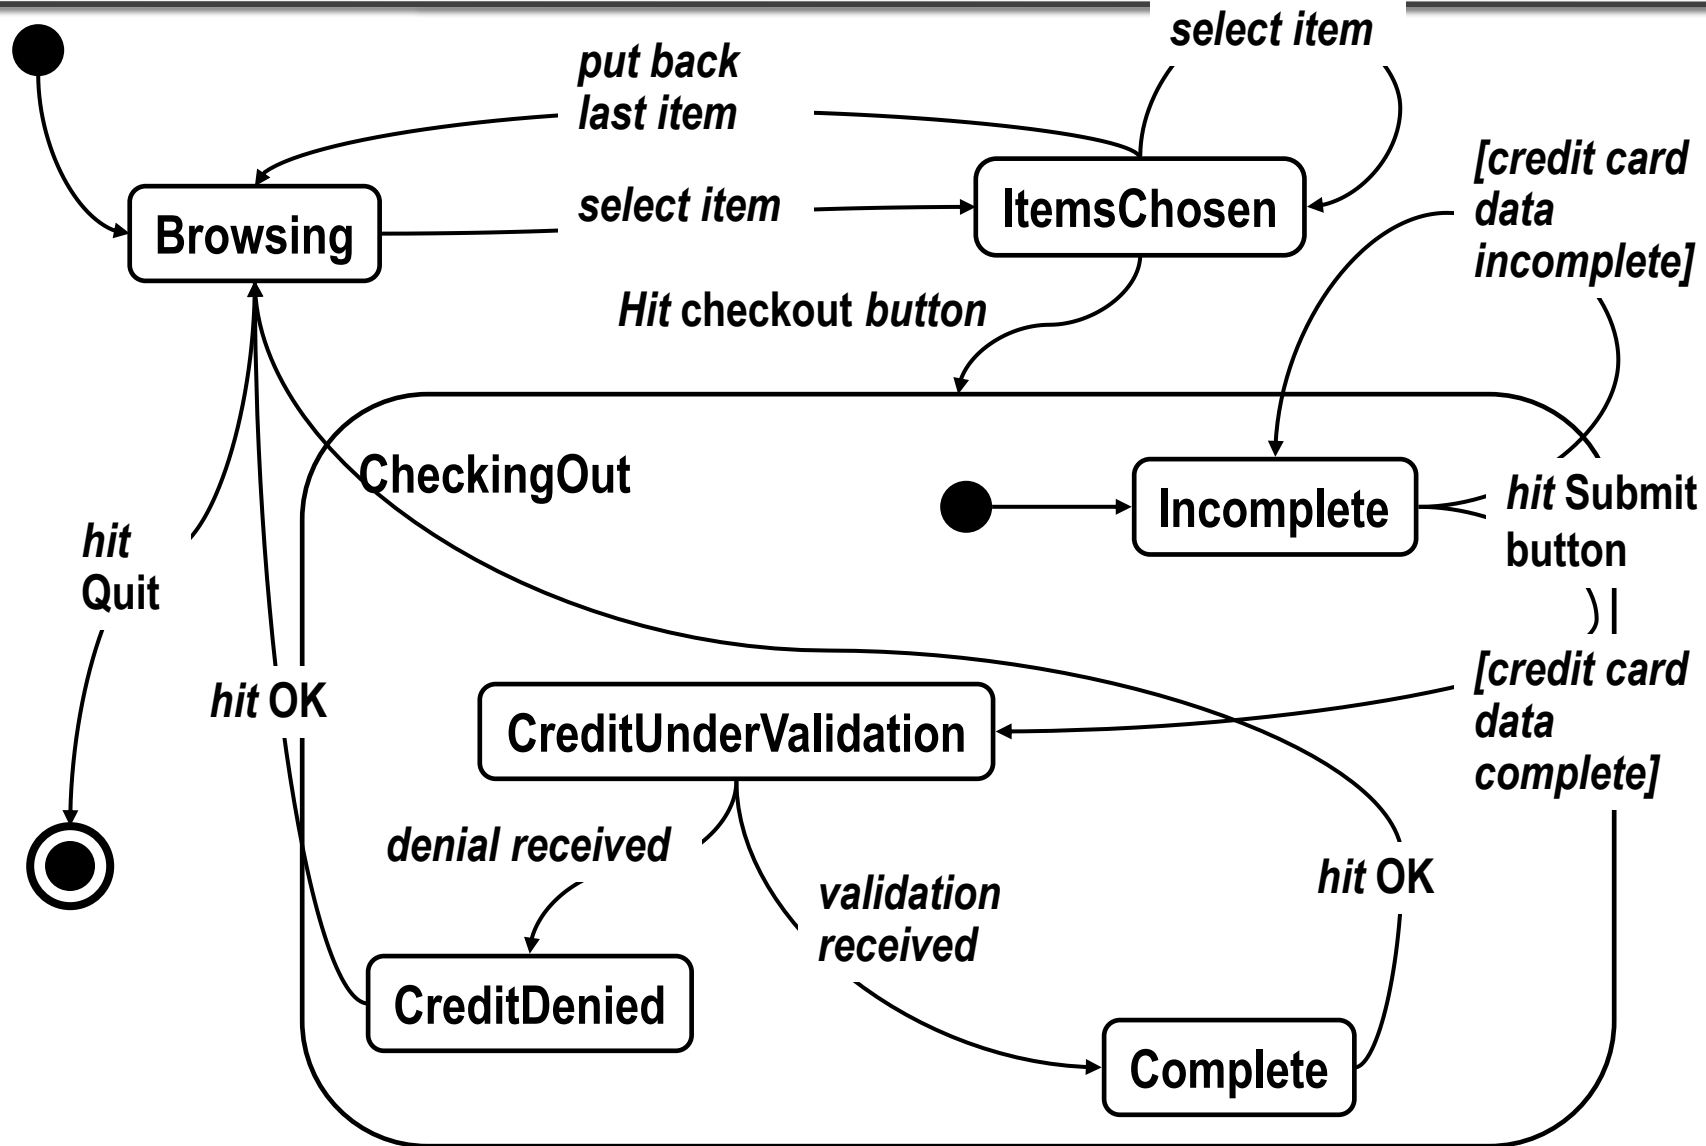 select item
put back
last item
[credit card
data
incomplete]
ItemsChosen
select item
Browsing
Hit checkout button
CheckingOut
Incomplete
hit Submit
button
hit
Quit
hit OK
CreditUnderValidation
[credit card
data
complete]
denial received
validation
received
hit OK
CreditDenied
Complete